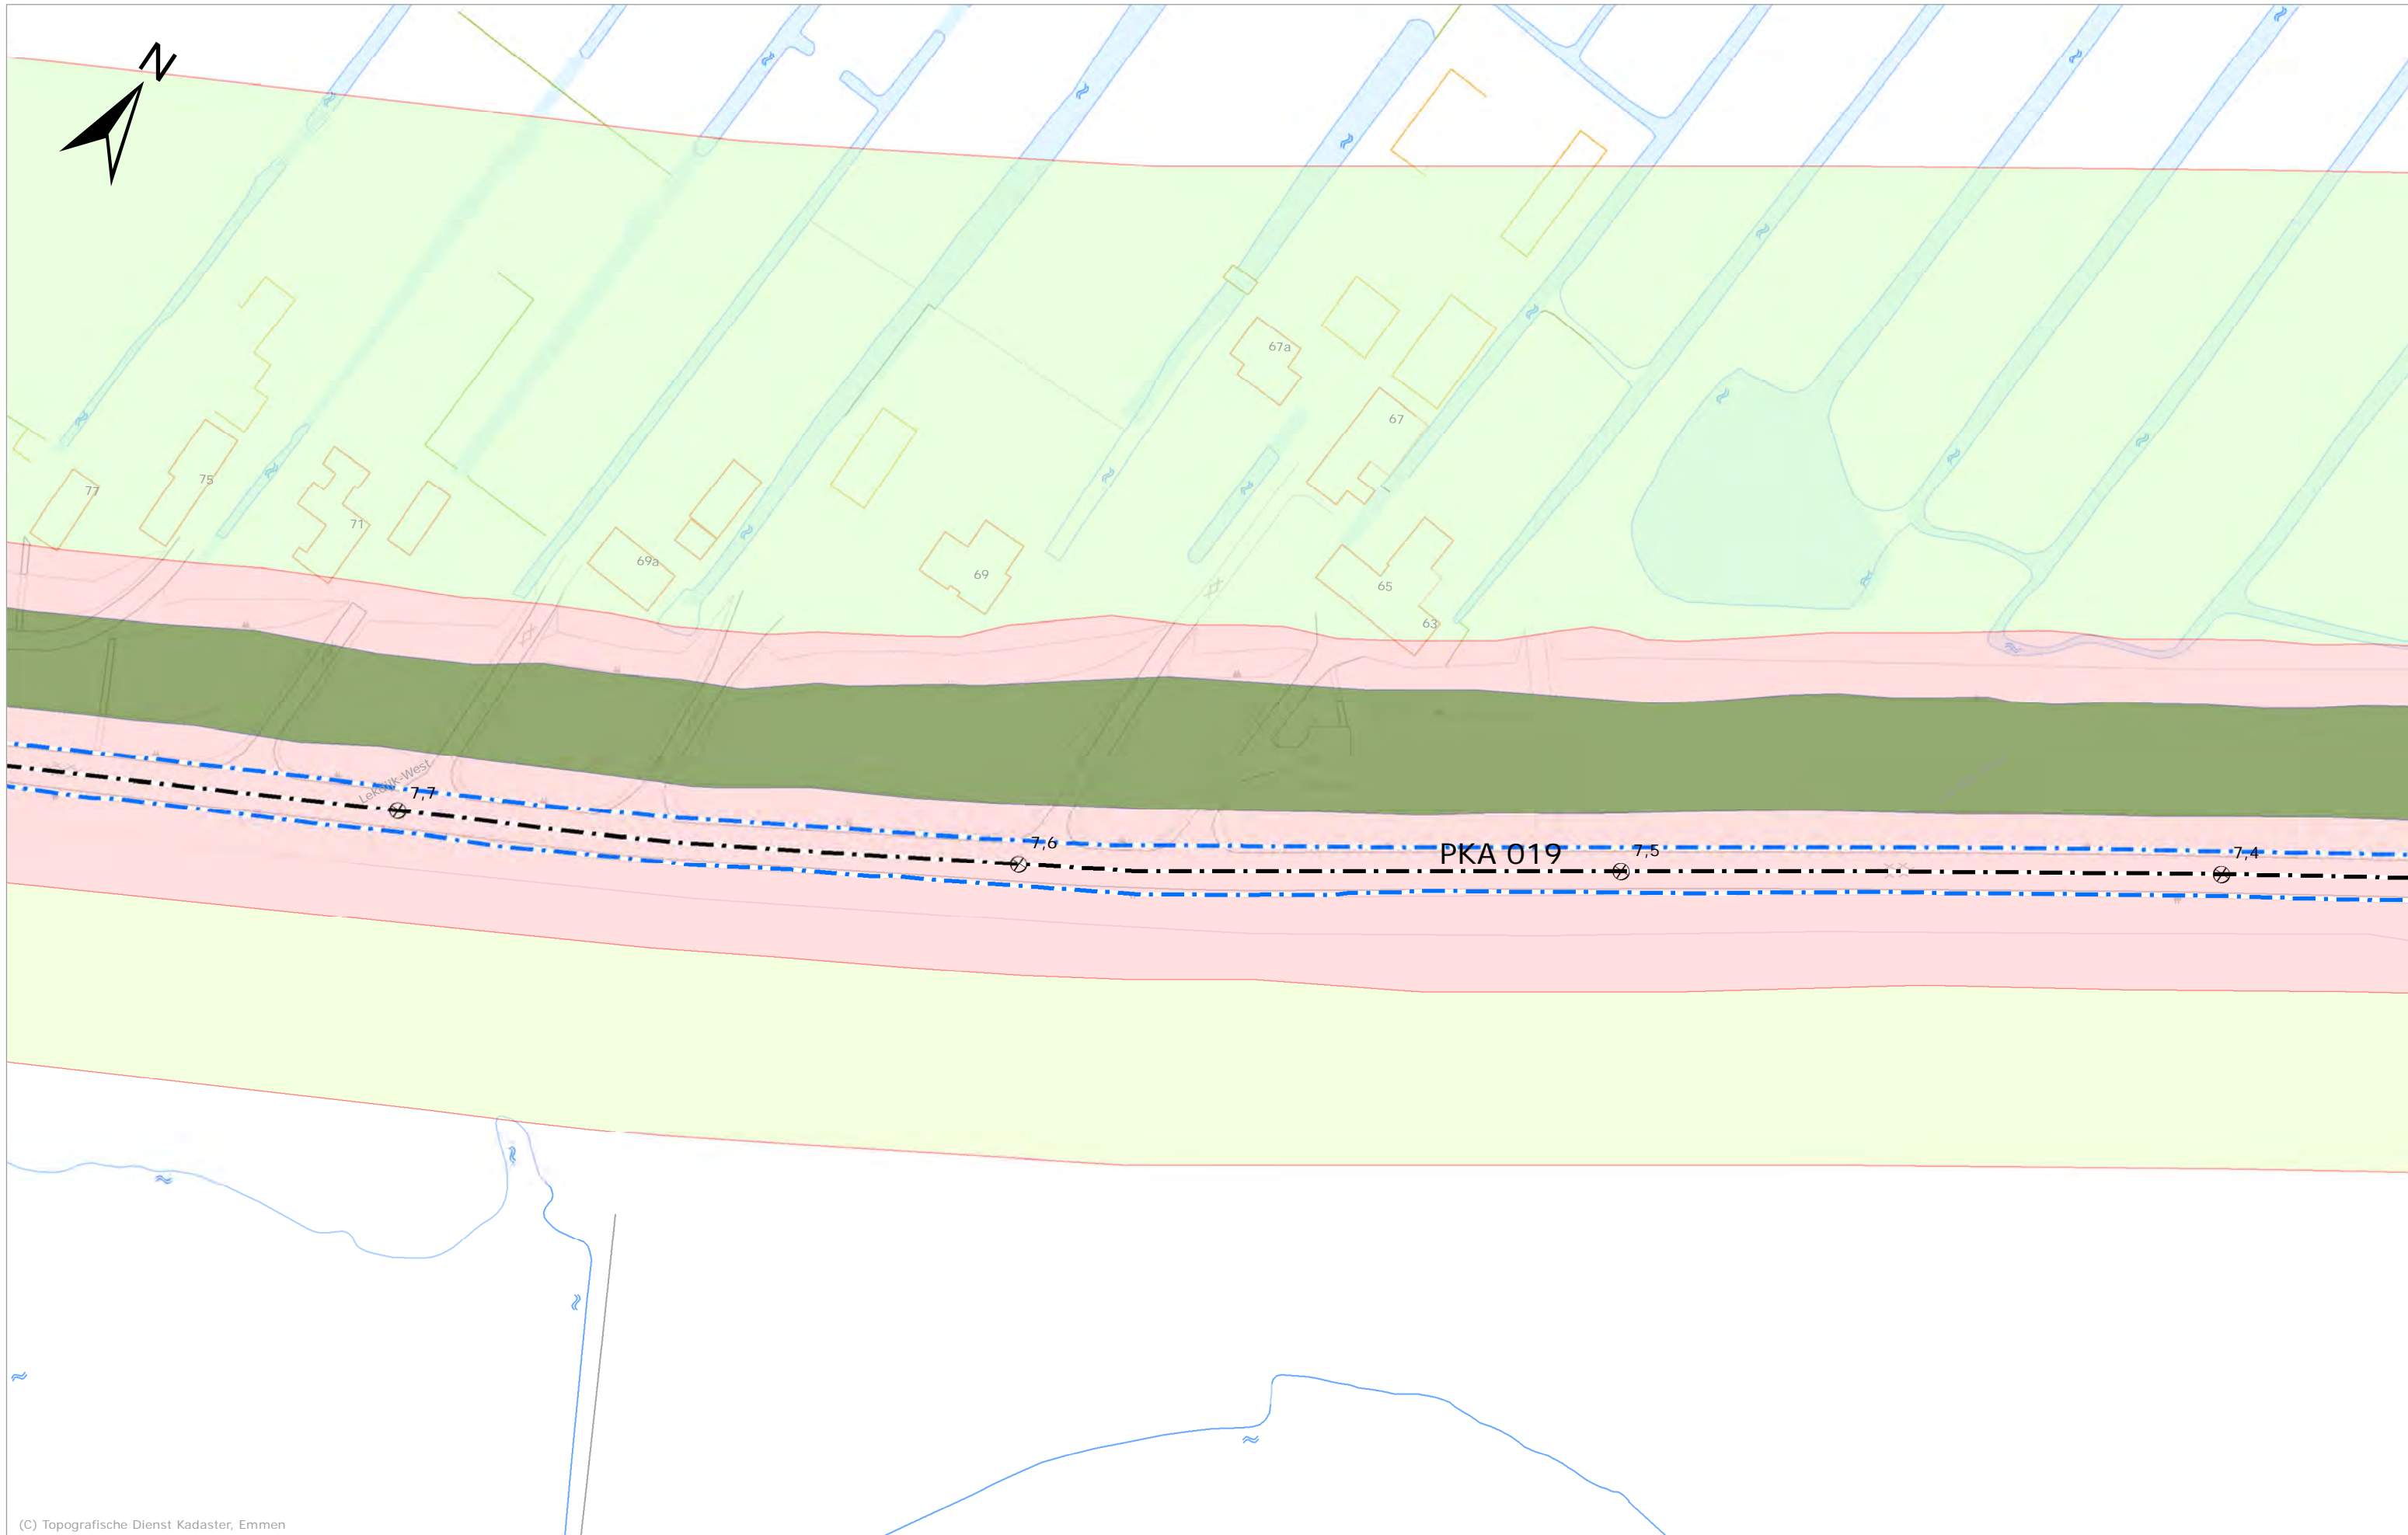 N
67a
67
77
75
71
69a
69
65
63
Lekdijk-West
7,7
7,6
PKA 019
7,5
7,4
(C) Topografische Dienst Kadaster, Emmen